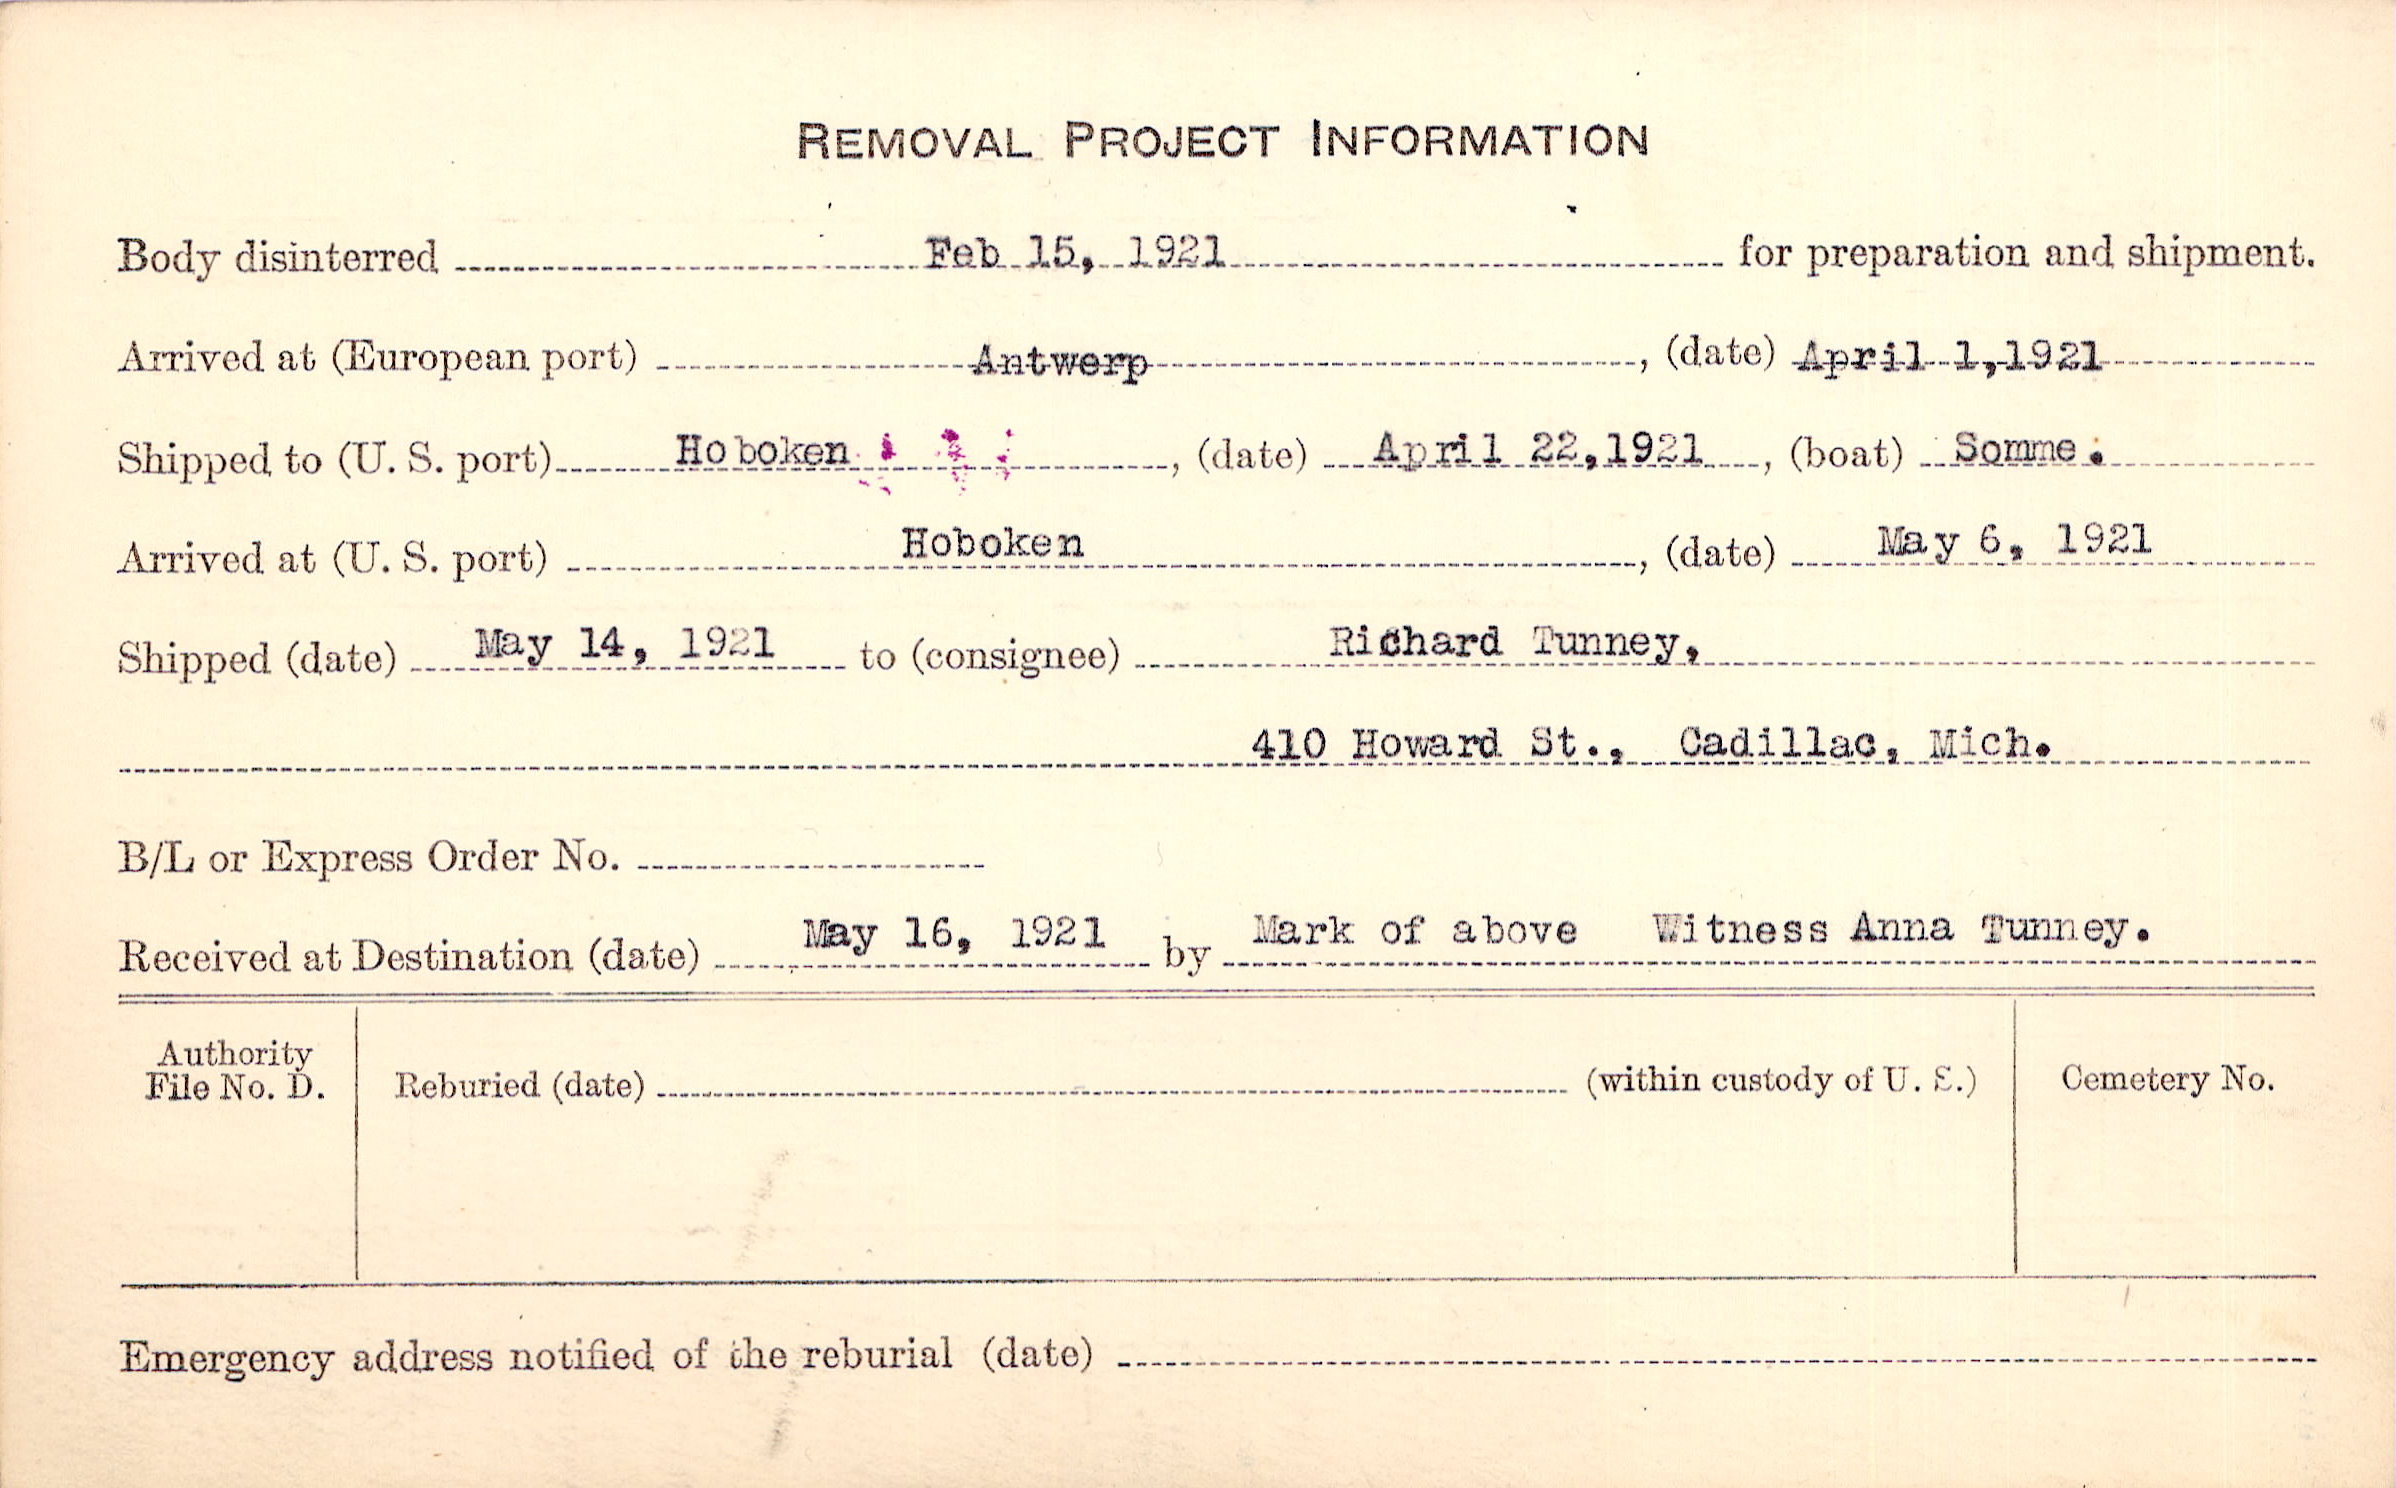 REMOVAL PROJECT INFORMATION
Body disinterred Feb 15, 1921 for preparation and shipment.
Arrived at (European port) Antwerp, (date) April 1,1921
Shipped to (U. S. port) Hoboken, (date) April 22,1921, (boat) Somme.
Arrived at (U. S. port) Hoboken, (date) May 6, 1921
Shipped (date) May 14, 1921 to (consignee) Richard Tunney,
410 Howard St., Cadillac, Mich.
B/L or Express Order No.
Received at Destination (date) May 16, 1921 by Mark of above Witness Anna Tunney.
Authority
File No. D.
Reburied (date) (within custody of U. S.)
Cemetery No.
Emergency address notified of the reburial (date)